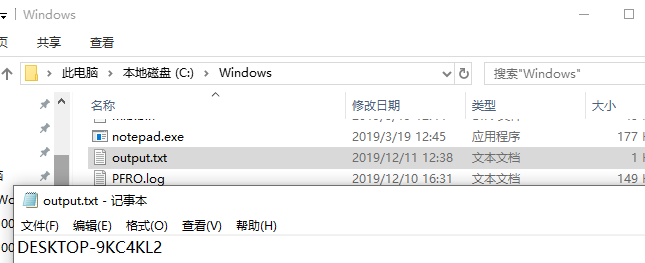 Windows
页 共享 查看
此电脑 本地磁盘 (C:) Windows 搜索"Windows"
名称 修改日期 类型 大小
notepad.exe 2019/3/19 12:45 应用程序 177
output.txt 2019/12/11 12:38 文本文档 1
PFRO.log 2019/12/10 16:31 文本文档 149
output.txt - 记事本
文件(F) 编辑(E) 格式(O) 查看(V) 帮助(H)
DESKTOP-9KC4KL2